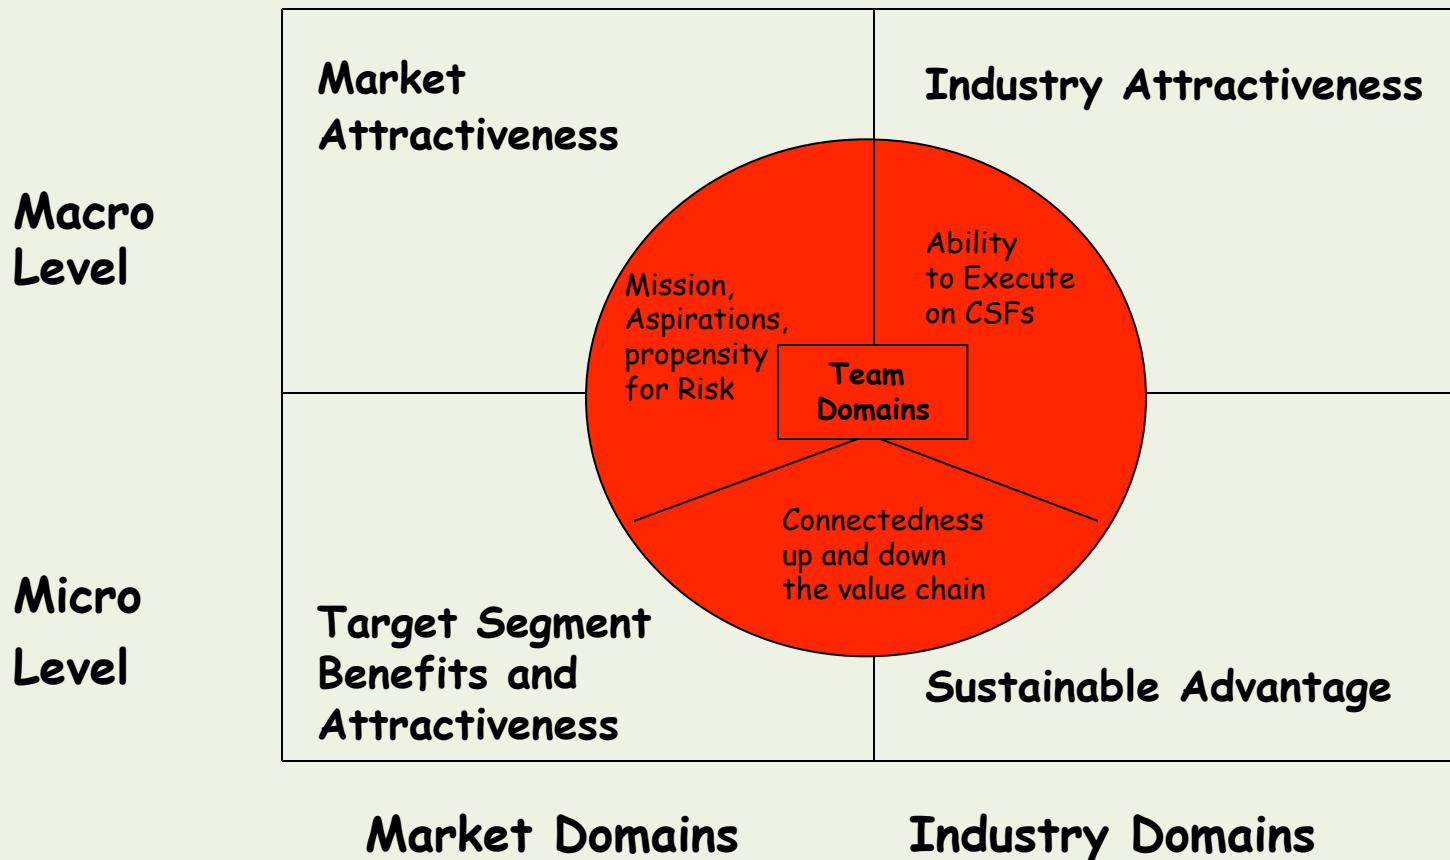 Market
Attractiveness
Industry Attractiveness
Macro
Level
Mission,
Aspirations,
propensity
for Risk
Ability
to Execute
on CSFs
Team
Domains
Connectedness
up and down
the value chain
Micro
Level
Target Segment
Benefits and
Attractiveness
Sustainable Advantage
Market Domains
Industry Domains